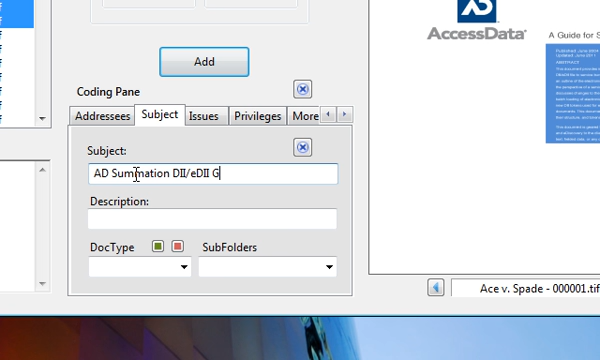 AccessData
A Guide for S
Add
Coding Pane
Addressees Subject Issues Privileges More
Subject:
AD Summation DII/eDII G
Description:
DocType SubFolders
Ace v. Spade - 000001.tif